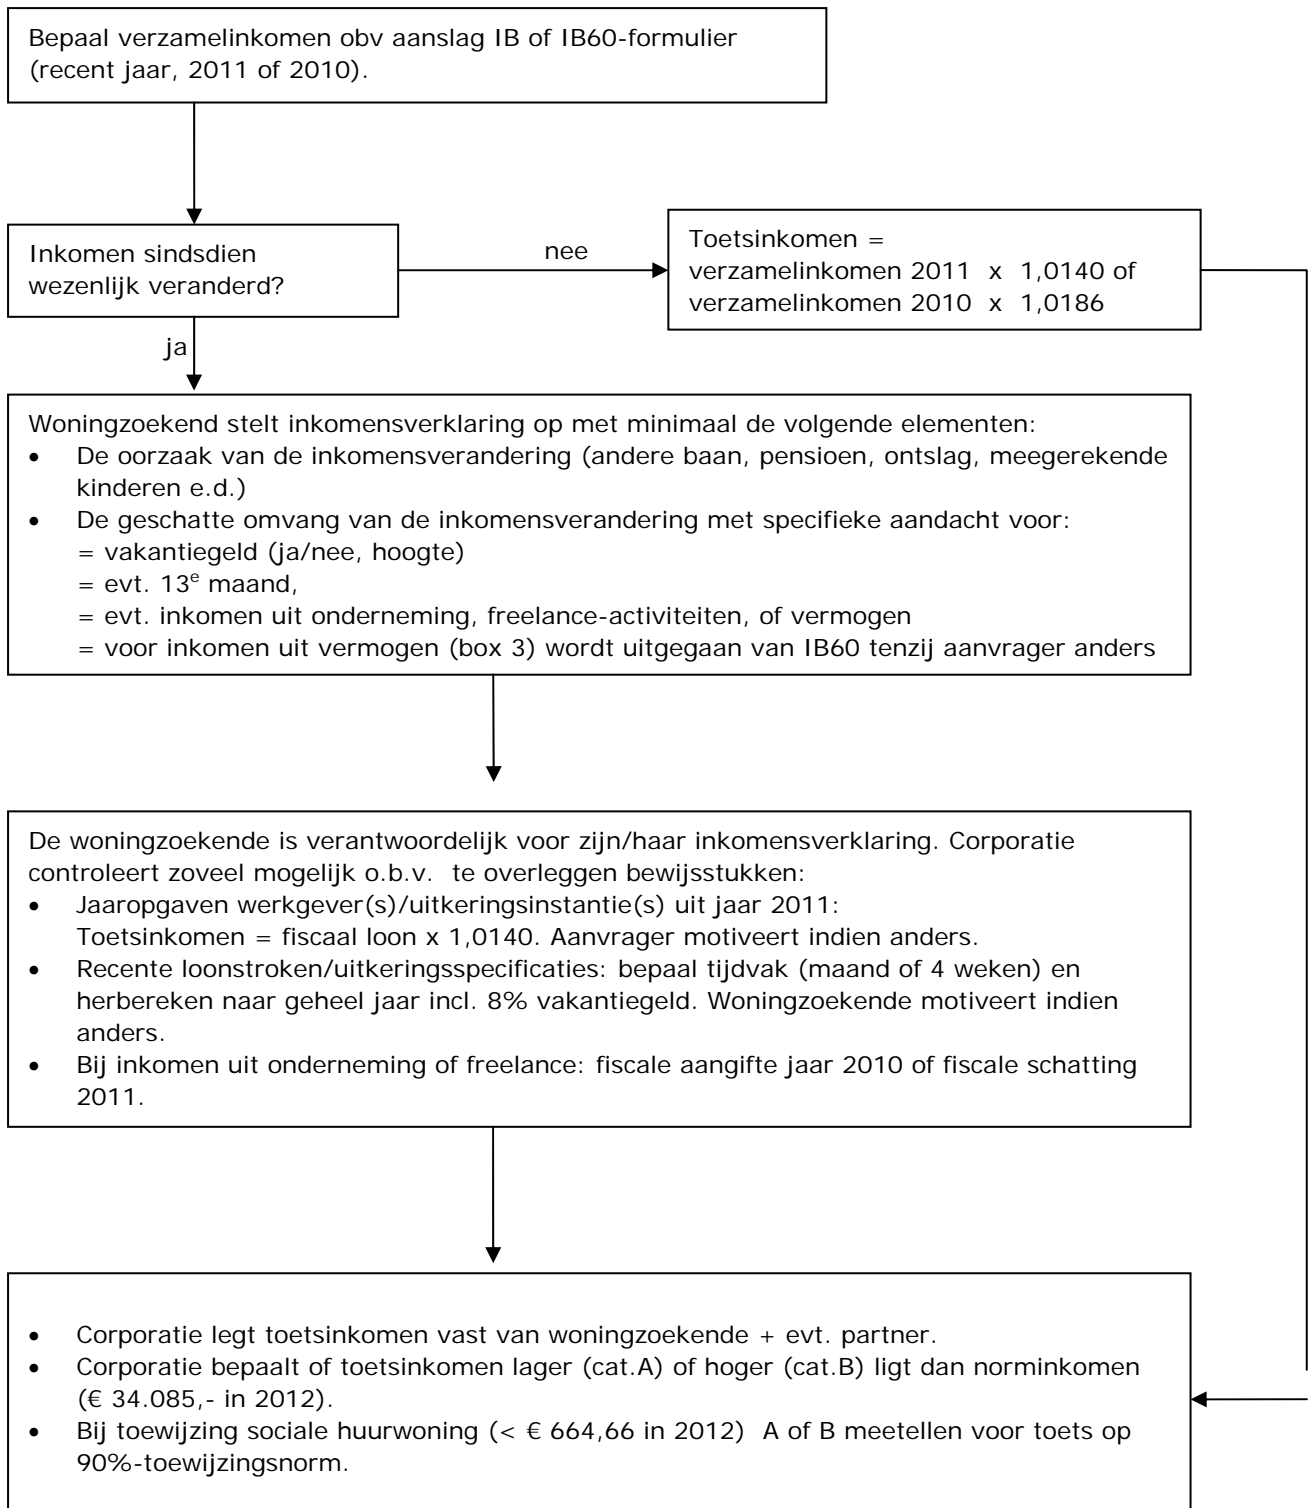 Bepaal verzamelinkomen obv aanslag IB of IB60-formulier
(recent jaar, 2011 of 2010).
Inkomen sindsdien
wezenlijk veranderd?
nee
Toetsinkomen =
verzamelinkomen 2011 x 1,0140 of
verzamelinkomen 2010 x 1,0186
ja
Woningzoekend stelt inkomensverklaring op met minimaal de volgende elementen:
• De oorzaak van de inkomensverandering (andere baan, pensioen, ontslag, meegerekende
kinderen e.d.)
• De geschatte omvang van de inkomensverandering met specifieke aandacht voor:
= vakantiegeld (ja/nee, hoogte)
= evt. 13e maand,
= evt. inkomen uit onderneming, freelance-activiteiten, of vermogen
= voor inkomen uit vermogen (box 3) wordt uitgegaan van IB60 tenzij aanvrager anders
De woningzoekende is verantwoordelijk voor zijn/haar inkomensverklaring. Corporatie
controleert zoveel mogelijk o.b.v. te overleggen bewijsstukken:
• Jaaropgaven werkgever(s)/uitkeringsinstantie(s) uit jaar 2011:
Toetsinkomen = fiscaal loon x 1,0140. Aanvrager motiveert indien anders.
• Recente loonstroken/uitkeringsspecificaties: bepaal tijdvak (maand of 4 weken) en
herbereken naar geheel jaar incl. 8% vakantiegeld. Woningzoekende motiveert indien
anders.
• Bij inkomen uit onderneming of freelance: fiscale aangifte jaar 2010 of fiscale schatting
2011.
• Corporatie legt toetsinkomen vast van woningzoekende + evt. partner.
• Corporatie bepaalt of toetsinkomen lager (cat.A) of hoger (cat.B) ligt dan norminkomen
(€ 34.085,- in 2012).
• Bij toewijzing sociale huurwoning (< € 664,66 in 2012) A of B meetellen voor toets op
90%-toewijzingsnorm.